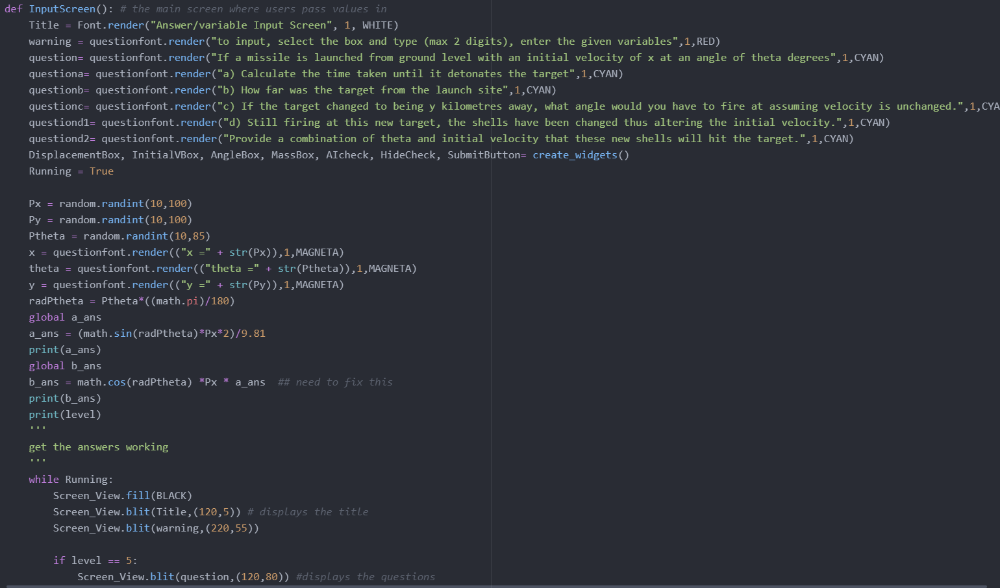 def InputScreen(): # the main screen where users pass values in
    Title = Font.render("Answer/variable Input Screen", 1, WHITE)
    warning = questionfont.render("to input, select the box and type (max 2 digits), enter the given variables",1,RED)
    question= questionfont.render("If a missile is launched from ground level with an initial velocity of x at an angle of theta degrees",1,CYAN)
    questiona= questionfont.render("a) Calculate the time taken until it detonates the target",1,CYAN)
    questionb= questionfont.render("b) How far was the target from the launch site",1,CYAN)
    questionc= questionfont.render("c) If the target changed to being y kilometres away, what angle would you have to fire at assuming velocity is unchanged.",1,CYA
    questiond1= questionfont.render("d) Still firing at this new target, the shells have been changed thus altering the initial velocity.",1,CYAN)
    questiond2= questionfont.render("Provide a combination of theta and initial velocity that these new shells will hit the target.",1,CYAN)
    DisplacementBox, InitialVBox, AngleBox, MassBox, AIcheck, HideCheck, SubmitButton= create_widgets()
    Running = True

    Px = random.randint(10,100)
    Py = random.randint(10,100)
    Ptheta = random.randint(10,85)
    x = questionfont.render(("x =" + str(Px)),1,MAGNETA)
    theta = questionfont.render(("theta =" + str(Ptheta)),1,MAGNETA)
    y = questionfont.render(("y =" + str(Py)),1,MAGNETA)
    radPtheta = Ptheta*((math.pi)/180)
    global a_ans
    a_ans = (math.sin(radPtheta)*Px*2)/9.81
    print(a_ans)
    global b_ans
    b_ans = math.cos(radPtheta) *Px * a_ans  ## need to fix this
    print(b_ans)
    print(level)
    '''
    get the answers working
    '''
    while Running:
        Screen_View.fill(BLACK)
        Screen_View.blit(Title,(120,5)) # displays the title
        Screen_View.blit(warning,(220,55))

        if level == 5:
            Screen_View.blit(question,(120,80)) #displays the questions